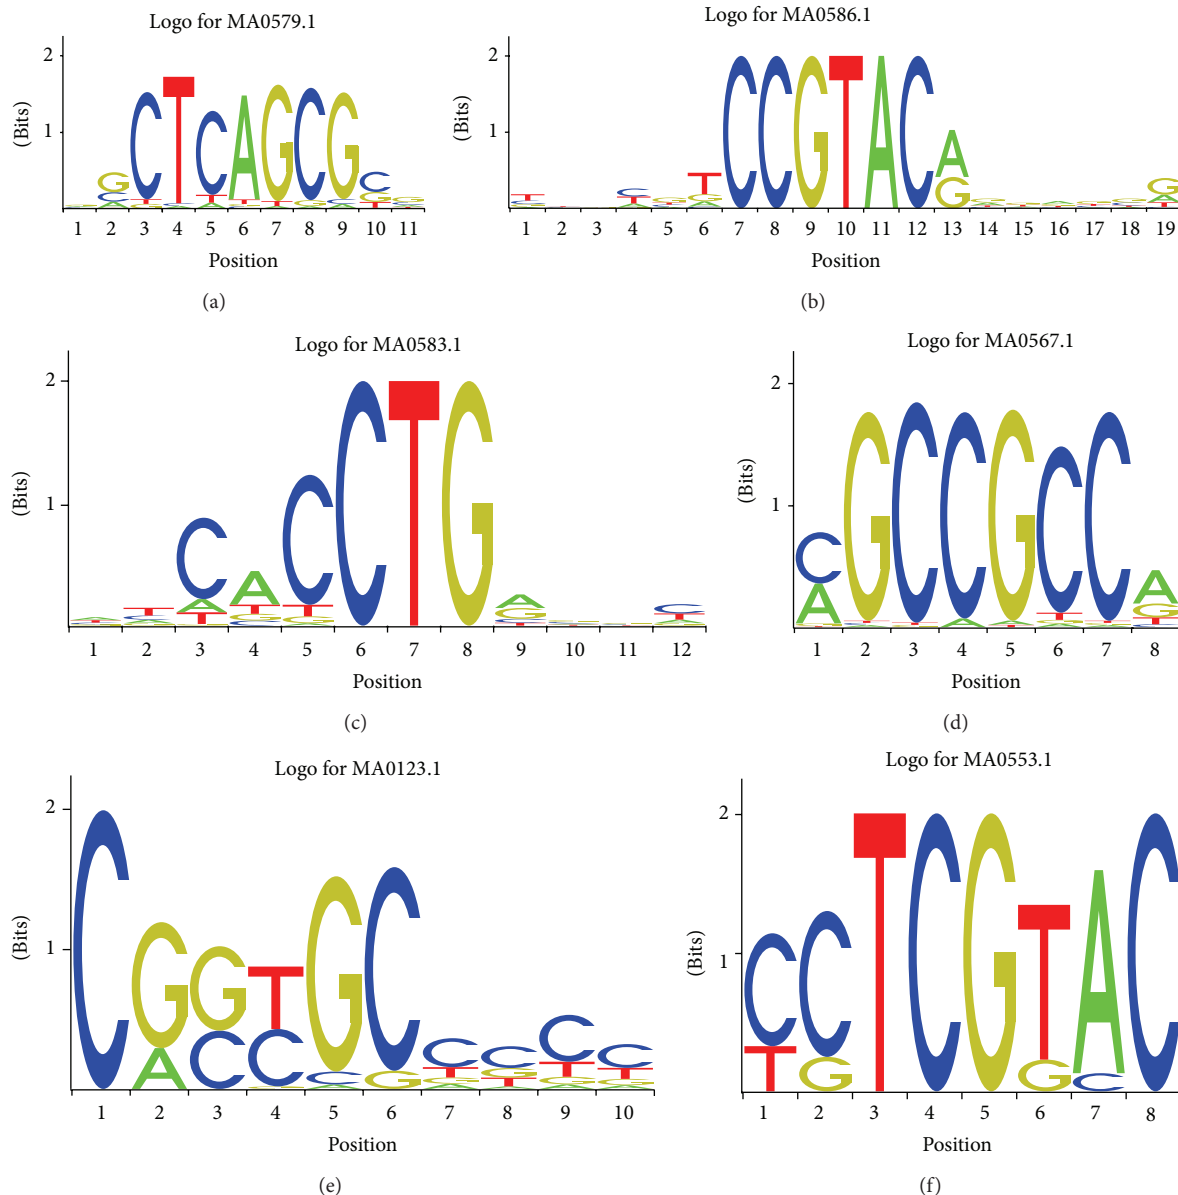 Logo for MA0579.1
(Bits)
2
1
CTCAGCG
1 2 3 4 5 6 7 8 9 10 11
Position
(a)
Logo for MA0586.1
(Bits)
2
1
T CCGTAC A
G
1 2 3 4 5 6 7 8 9 10 11 12 13 14 15 16 17 18 19
Position
(b)
Logo for MA0583.1
(Bits)
2
1
C A C C T G A
1 2 3 4 5 6 7 8 9 10 11 12
Position
(c)
Logo for MA0567.1
(Bits)
2
1
C G C C G C C A
A G
1 2 3 4 5 6 7 8
Position
(d)
Logo for MA0123.1
(Bits)
2
1
C G G T G C C C C C
A C C C G T G T T
1 2 3 4 5 6 7 8 9 10
Position
(e)
Logo for MA0553.1
(Bits)
2
1
C C T C G T A C
T G G C
1 2 3 4 5 6 7 8
Position
(f)